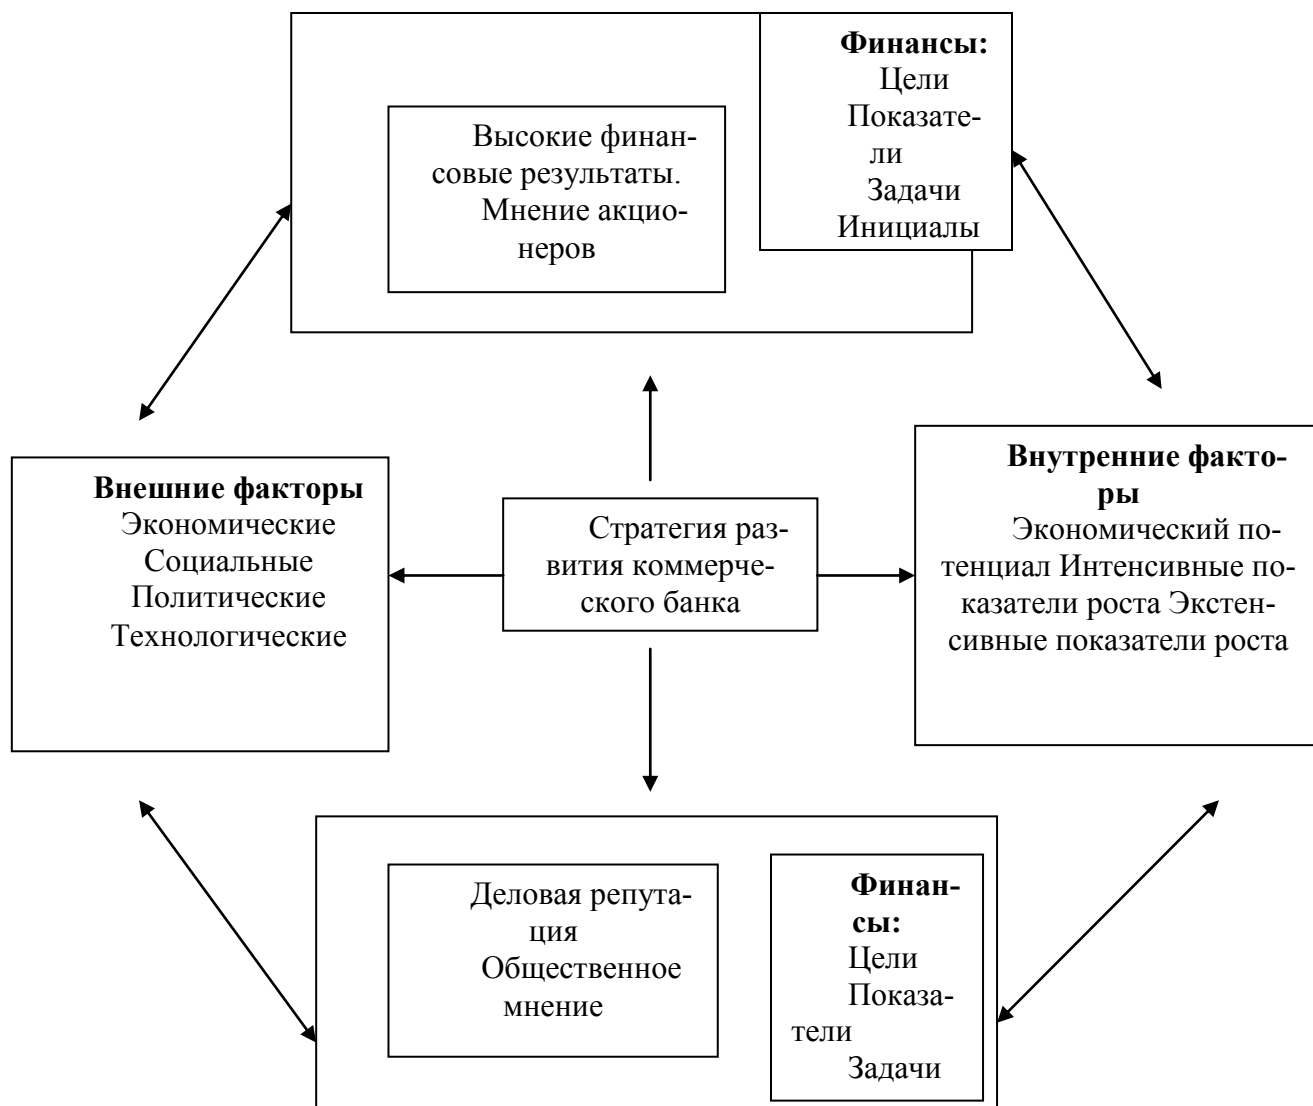 Финансы:
Цели
Показате-
ли
Задачи
Инициалы
Высокие финан-
совые результаты.
Мнение акцио-
неров
Внешние факторы
Экономические
Социальные
Политические
Технологические
Стратегия раз-
вития коммерче-
ского банка
Внутренние факто-
ры
Экономический по-
тенциал Интенсивные по-
казатели роста Экстен-
сивные показатели роста
Деловая репута-
ция
Общественное
мнение
Финан-
сы:
Цели
Показа-
тели
Задачи